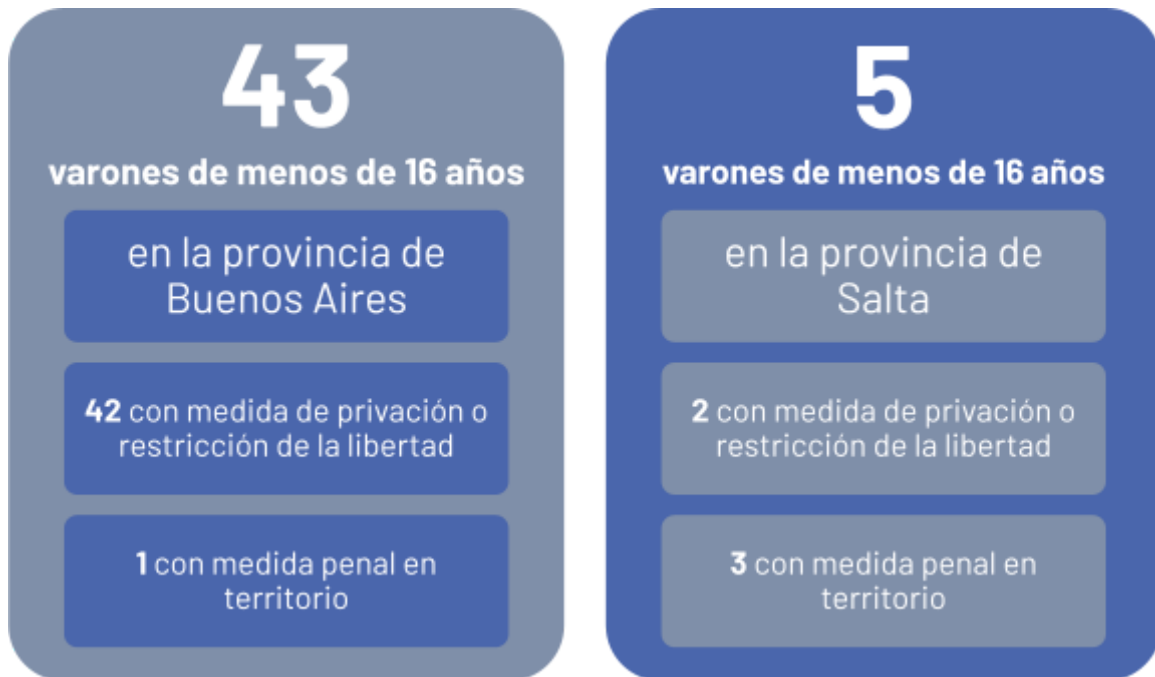 43
varones de menos de 16 años
en la provincia de
Buenos Aires
42 con medida de privación o
restricción de la libertad
1 con medida penal en
territorio
5
varones de menos de 16 años
en la provincia de
Salta
2 con medida de privación o
restricción de la libertad
3 con medida penal en
territorio